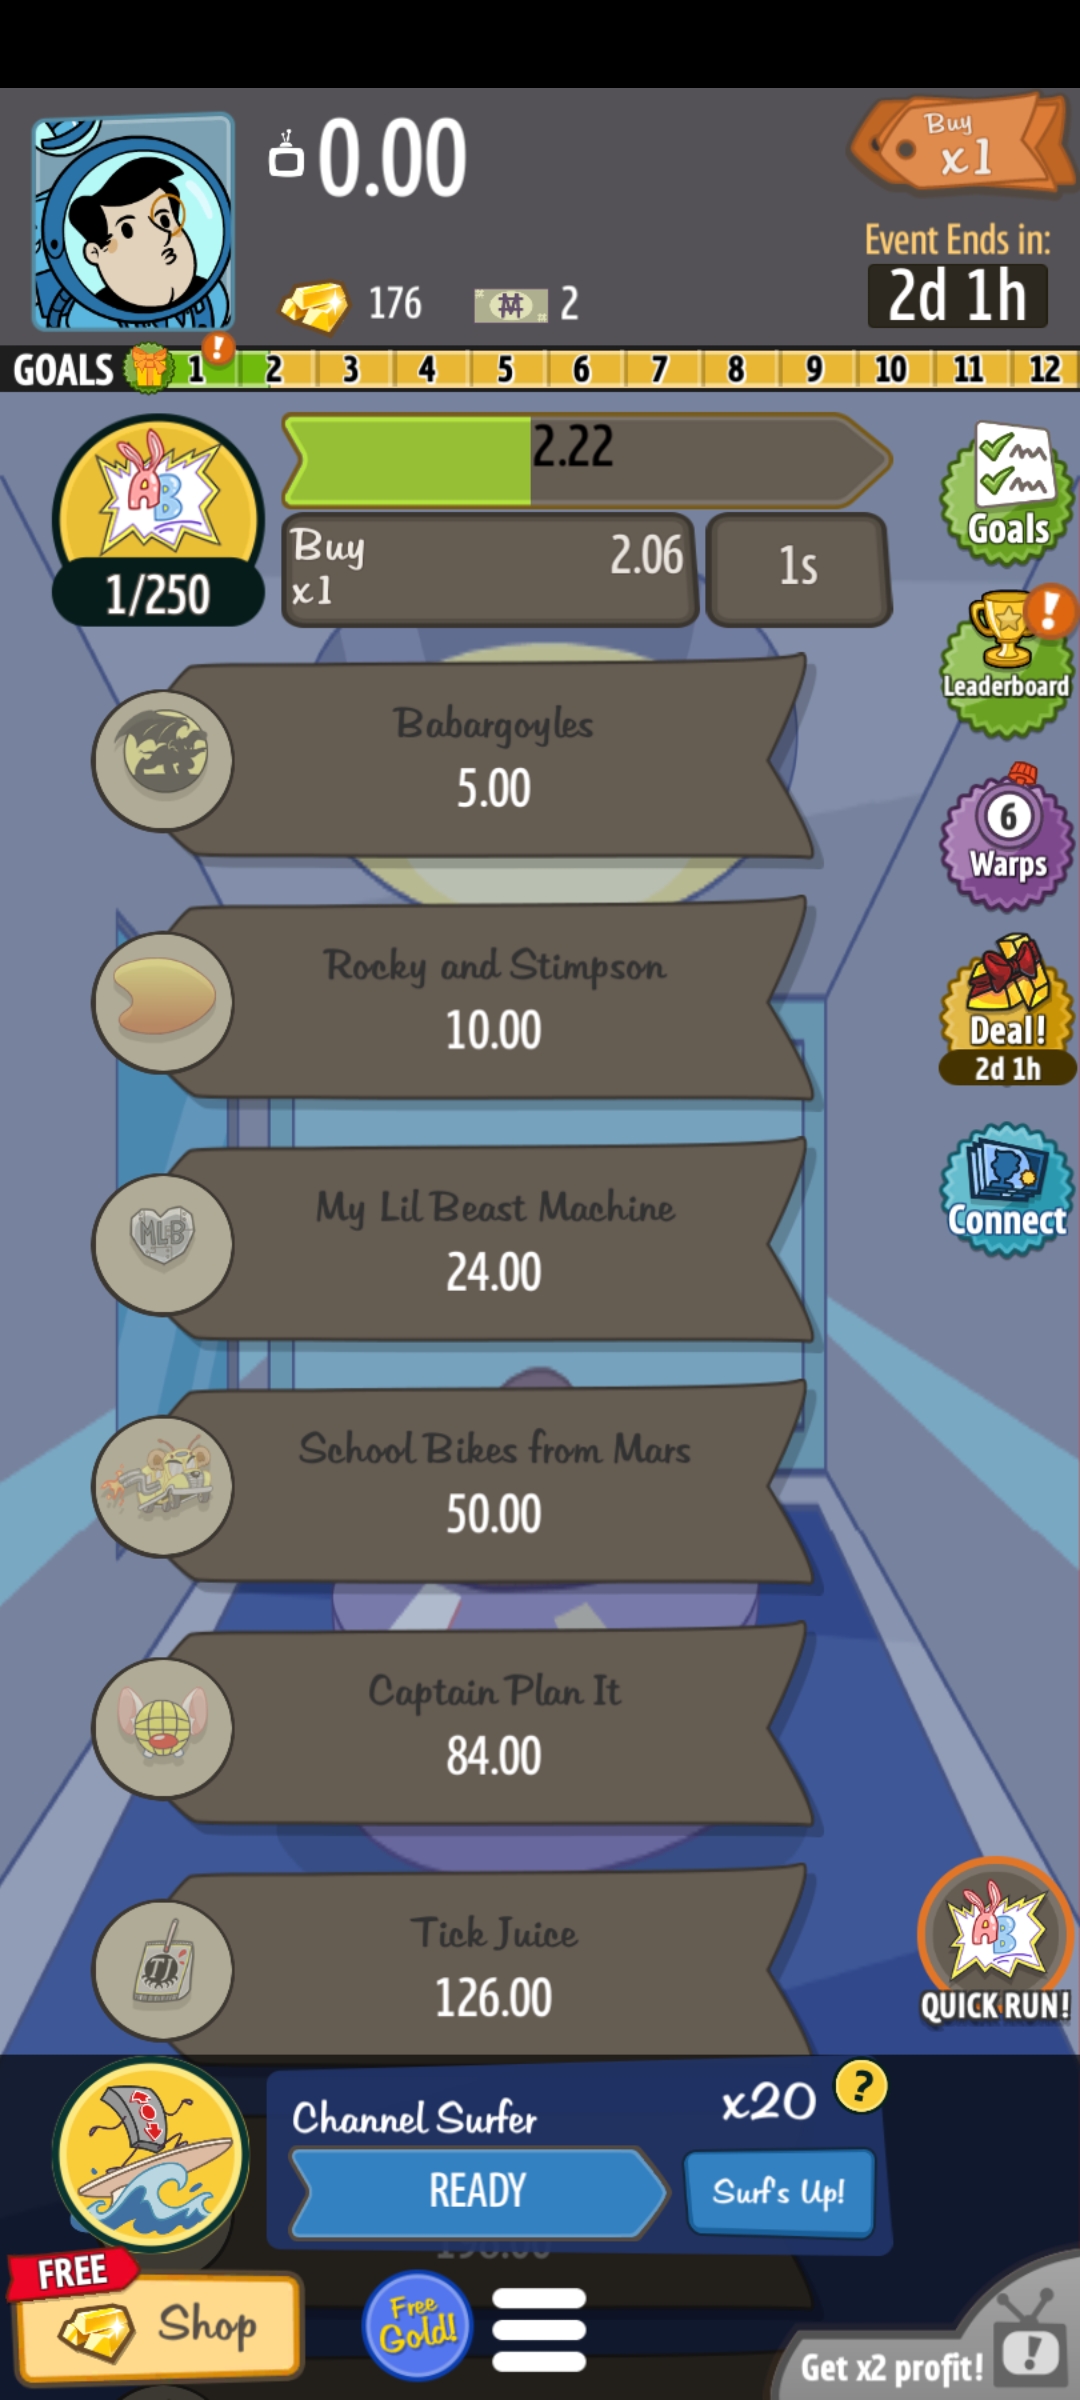 0.00
Buy
x1
Event Ends in:
2d 1h
176
2
GOALS
!
1 2 3 4 5 6 7 8 9 10 11 12
AB
2.22
1/250
Buy
x1
2.06
1s
Goals
!
Leaderboard
Babargoyles
5.00
6
Warps
Rocky and Stimpson
10.00
Deal!
2d 1h
My Lil Beast Machine
24.00
MLB
Connect
School Bikes from Mars
50.00
Captain Plan It
84.00
Tick Juice
126.00
TJ
AB
QUICK RUN!
Channel Surfer
x20
?
READY
Surf's Up!
FREE
Shop
Free
Gold!
Get x2 profit!
!